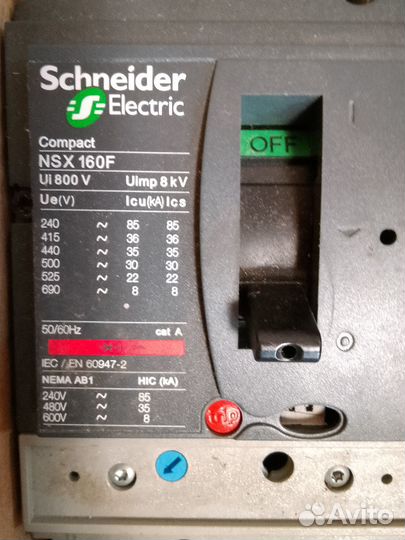 Schneider
Electric
Compact
NSX 160F
Ui 800 V Uimp 8 kV
Ue(V) Icu(kA) Ics
240 ~ 85 85
415 ~ 36 36
440 ~ 35 35
500 ~ 30 30
525 ~ 22 22
690 ~ 8 8
50/60Hz cat A
IEC / EN 60947-2
NEMA AB1 HIC (kA)
240V ~ 85
480V ~ 35
600V ~ 8
OFF
Avito